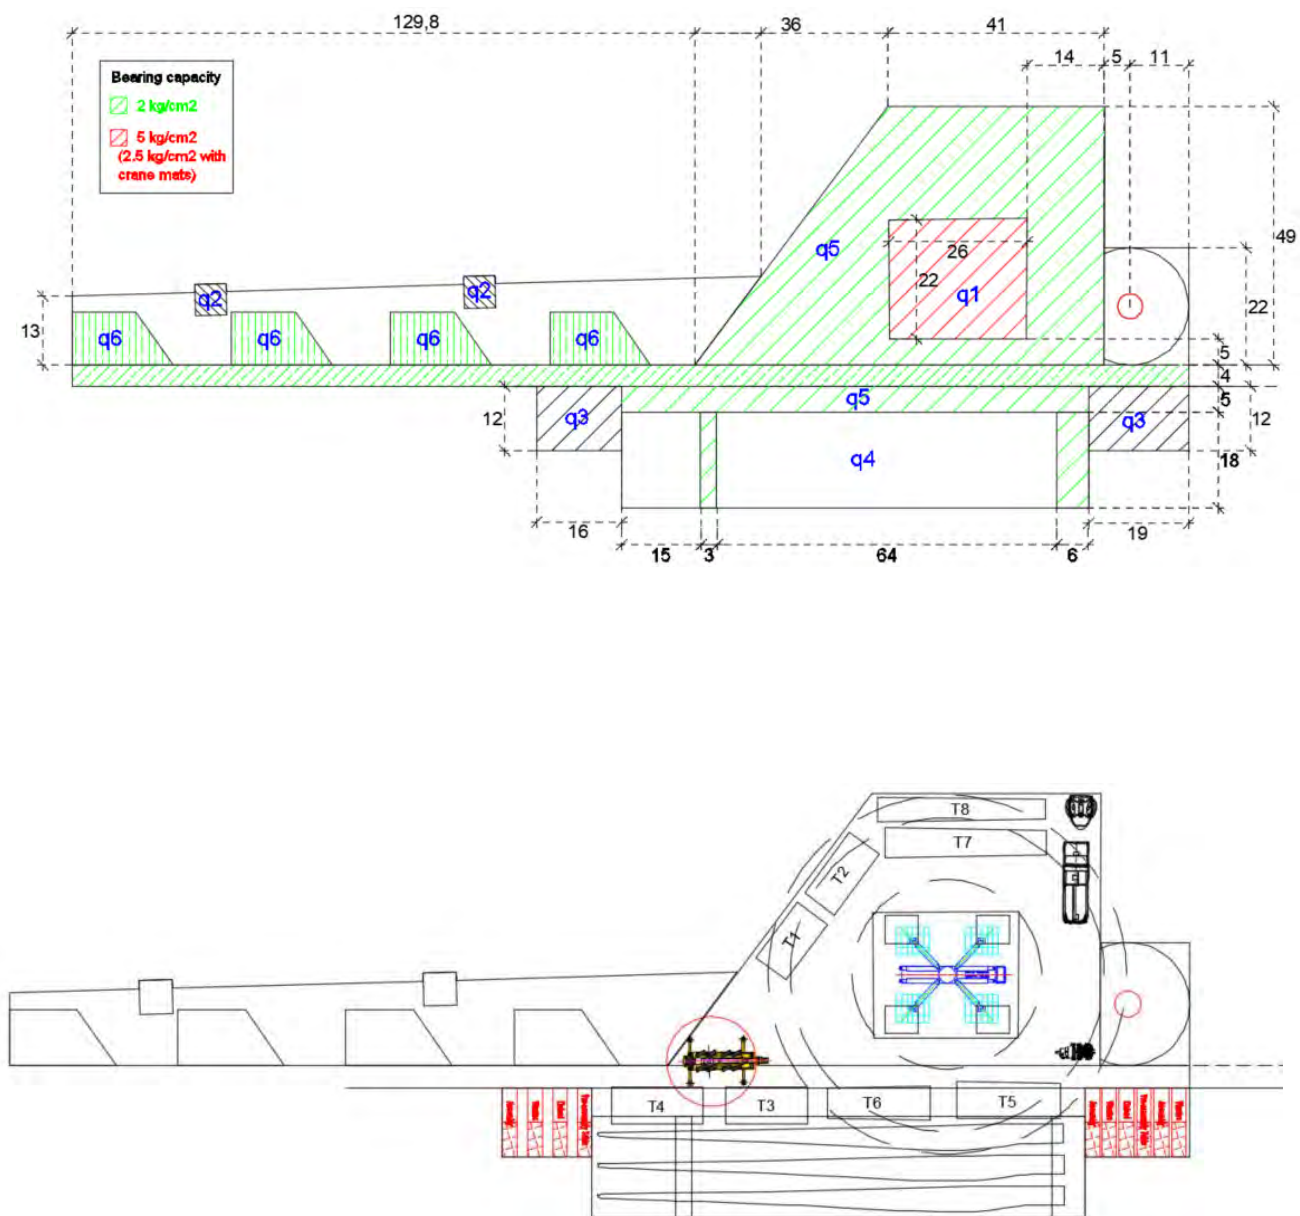 129,8
36
41
14
5
11
Bearing capacity
2 kg/cm2
5 kg/cm2
(2.5 kg/cm2 with
crane mats)
49
q5
26
22
q1
22
q2
q2
13
q6
q6
q6
q6
5
4
5
q5
12
q3
q3
12
q4
18
16
19
15
3
64
6
T8
T7
T2
T1
T4
T3
T6
T5